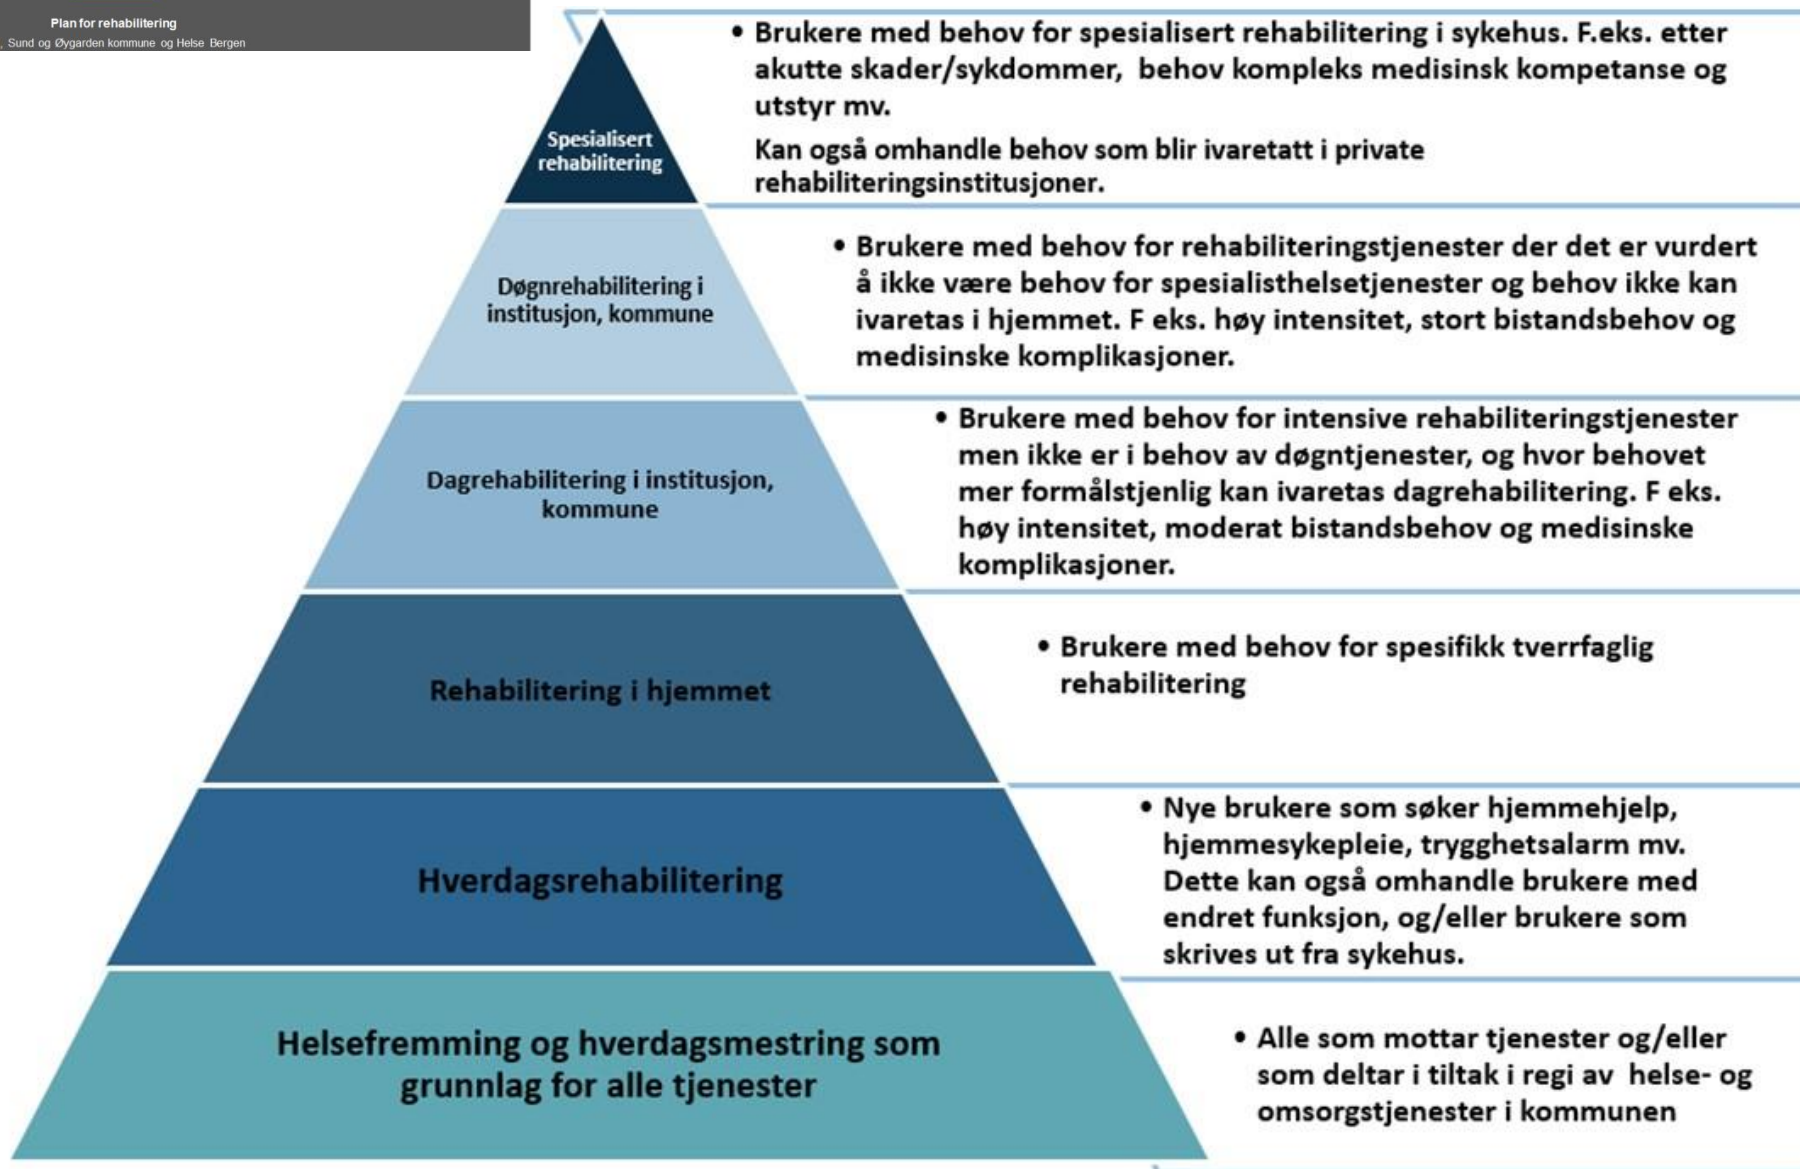 Plan for rehabilitering
, Sund og Øygarden kommune og Helse Bergen
Spesialisert
rehabilitering
• Brukere med behov for spesialisert rehabilitering i sykehus. F.eks. etter
akutte skader/sykdommer, behov kompleks medisinsk kompetanse og
utstyr mv.
Kan også omhandle behov som blir ivaretatt i private
rehabiliteringsinstitusjoner.
Døgnrehabilitering i
institusjon, kommune
• Brukere med behov for rehabiliteringstjenester der det er vurdert
å ikke være behov for spesialisthelsetjenester og behov ikke kan
ivaretas i hjemmet. F eks. høy intensitet, stort bistandsbehov og
medisinske komplikasjoner.
Dagrehabilitering i institusjon,
kommune
• Brukere med behov for intensive rehabiliteringstjenester
men ikke er i behov av døgntjenester, og hvor behovet
mer formålstjenlig kan ivaretas dagrehabilitering. F eks.
høy intensitet, moderat bistandsbehov og medisinske
komplikasjoner.
Rehabilitering i hjemmet
• Brukere med behov for spesifikk tverrfaglig
rehabilitering
Hverdagsrehabilitering
• Nye brukere som søker hjemmehjelp,
hjemmesykepleie, trygghetsalarm mv.
Dette kan også omhandle brukere med
endret funksjon, og/eller brukere som
skrives ut fra sykehus.
Helsefremming og hverdagsmestring som
grunnlag for alle tjenester
• Alle som mottar tjenester og/eller
som deltar i tiltak i regi av helse- og
omsorgstjenester i kommunen